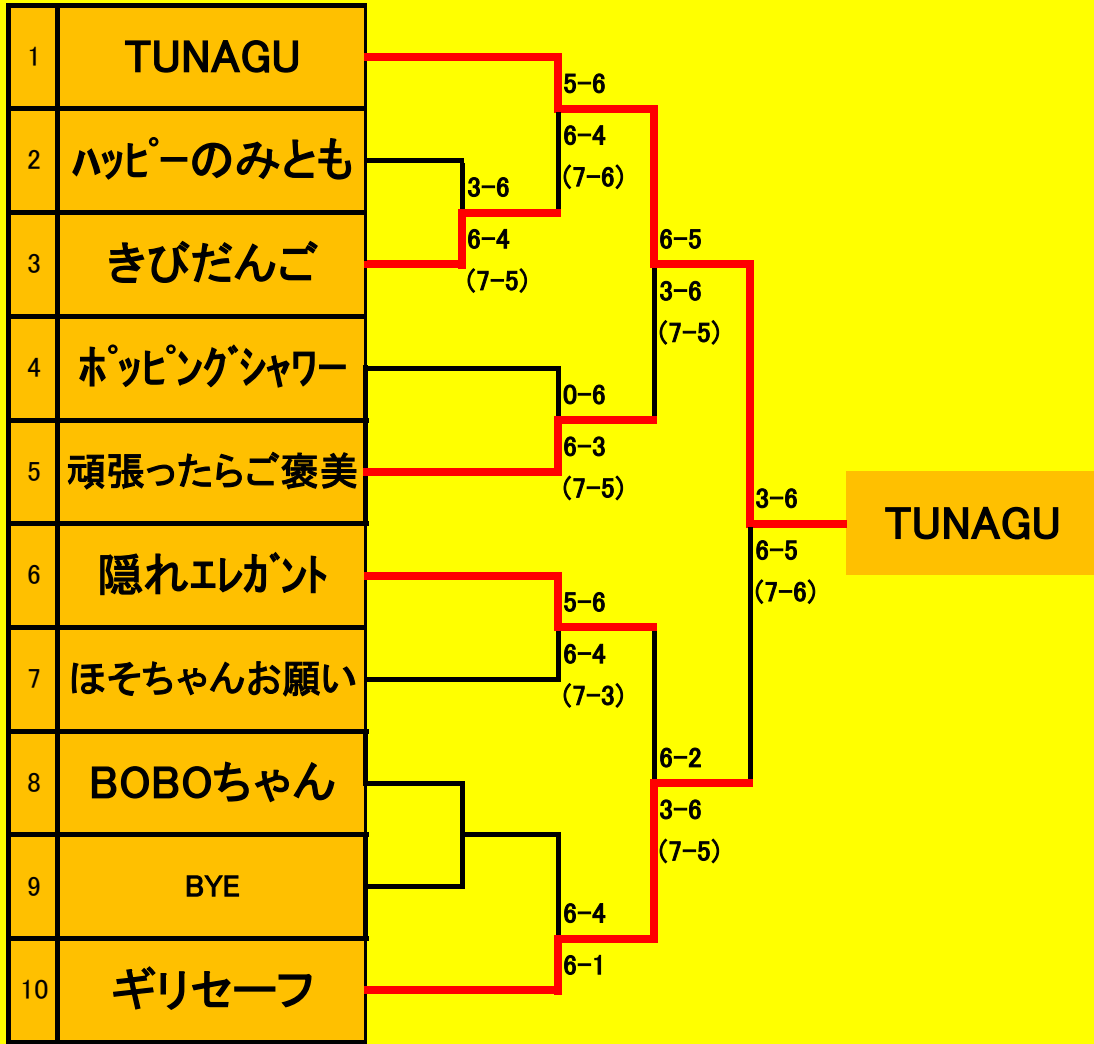 1 TUNAGU
2 ハッピーのみとも
3 きびだんご
4 ポッピングシャワー
5 頑張ったらご褒美
6 隠れエレガント
7 ほそちゃんお願い
8 BOBOちゃん
9 BYE
10 ギリセーフ
3-6
6-4
(7-5)
5-6
6-4
(7-6)
0-6
6-3
(7-5)
5-6
6-4
(7-3)
6-4
6-1
6-5
3-6
(7-5)
6-2
3-6
(7-5)
3-6
6-5
(7-6)
TUNAGU